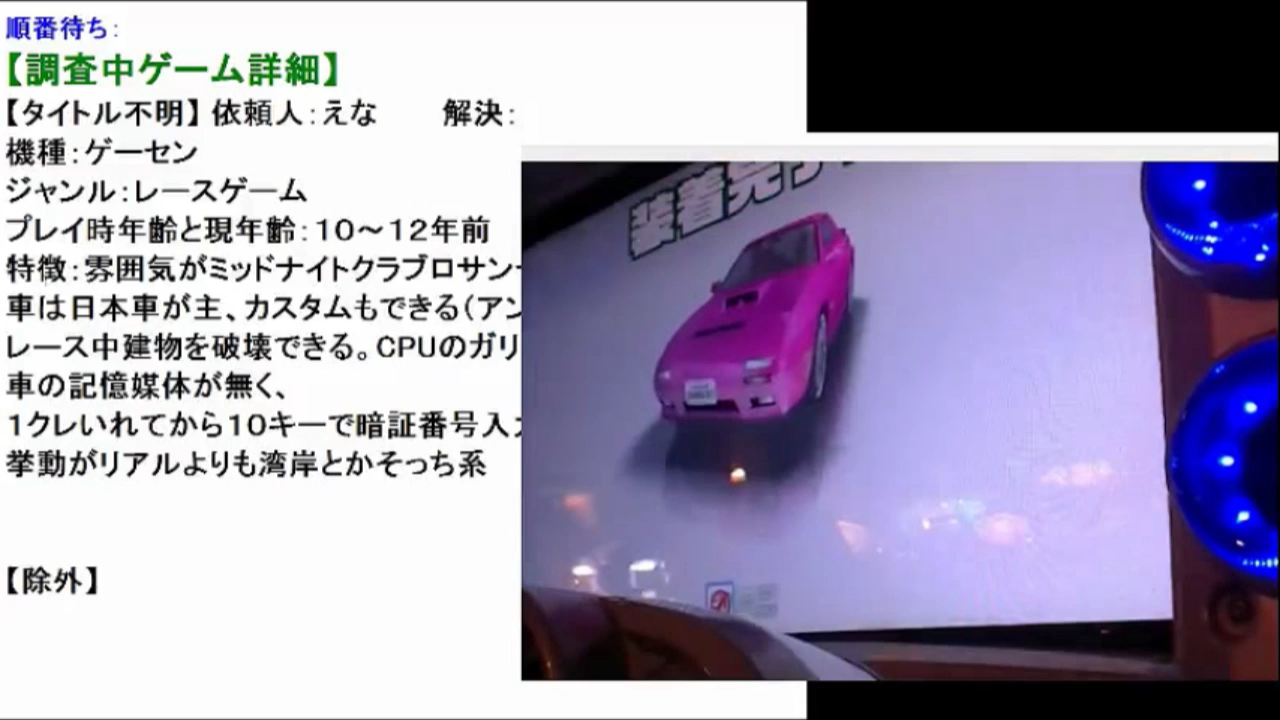 順番待ち：
【調査中ゲーム詳細】
【タイトル不明】 依頼人：えな　　解決：
機種：ゲーセン
ジャンル：レースゲーム
プレイ時年齢と現年齢：１０～１２年前
特徴：雰囲気がミッドナイトクラブロサン
車は日本車が主、カスタムもできる（アン
レース中建物を破壊できる。CPUのガリ
車の記憶媒体が無く、
１クレいれてから１０キーで暗証番号入
挙動がリアルよりも湾岸とかそっち系
【除外】
装着完了